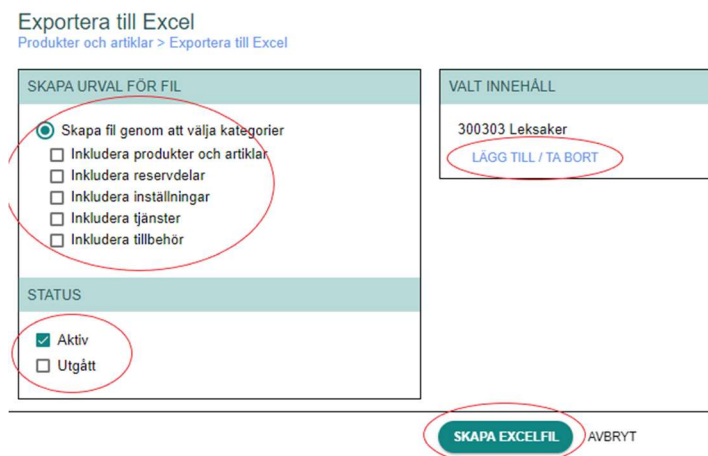 Exportera till Excel
Produkter och artiklar > Exportera till Excel
SKAPA URVAL FÖR FIL
Skapa fil genom att välja kategorier
Inkludera produkter och artiklar
Inkludera reservdelar
Inkludera inställningar
Inkludera tjänster
Inkludera tillbehör
STATUS
Aktiv
Utgått
VALT INNEHÅLL
300303 Leksaker
LÄGG TILL / TA BORT
SKAPA EXCELFIL
AVBRYT